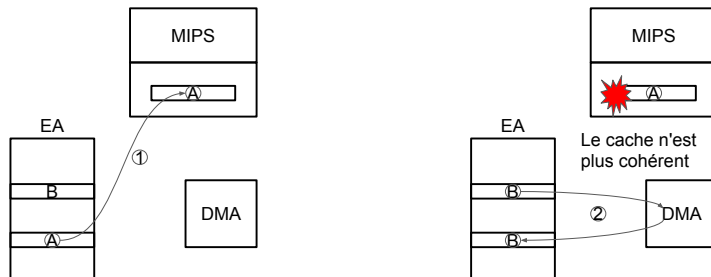 MIPS
A
EA
①
B
DMA
A
MIPS
A
EA
Le cache n'est
plus cohérent
B
②
DMA
B